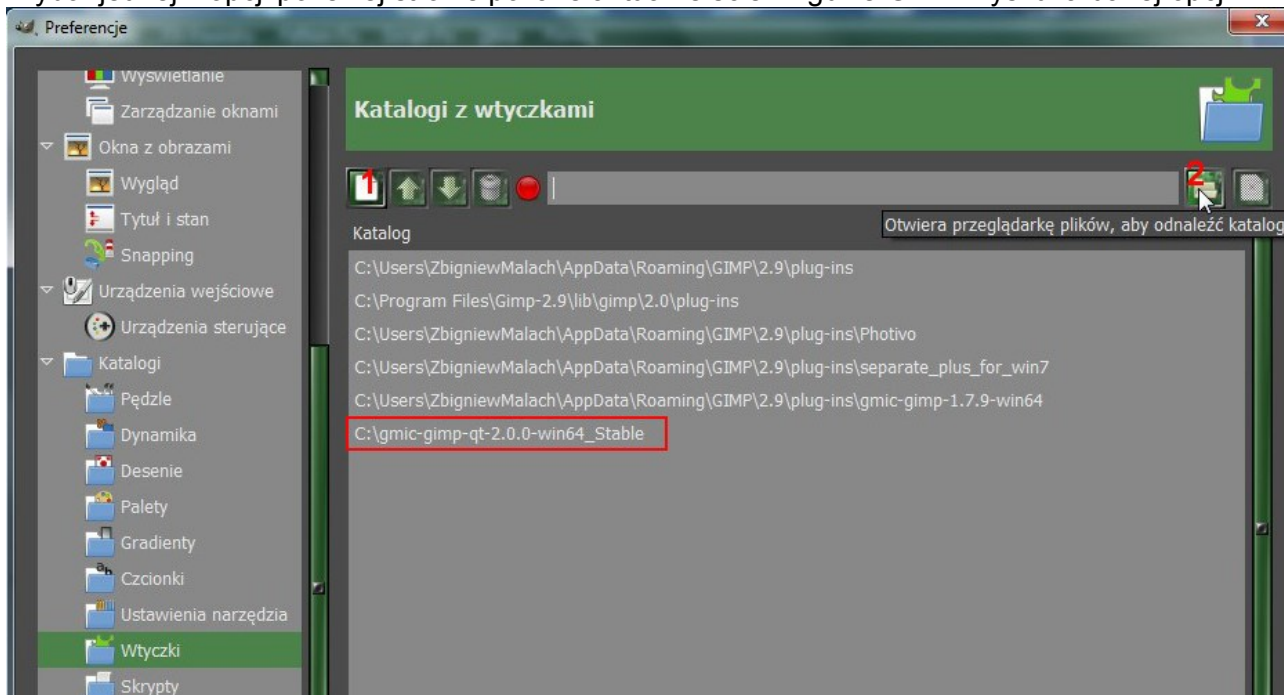 Preferencje
Wyświetlanie
Zarządzanie oknami
Okna z obrazami
Wygląd
Tytuł i stan
Snapping
Urządzenia wejściowe
Urządzenia sterujące
Katalogi
Pędzle
Dynamika
Desenie
Palety
Gradienty
Czcionki
Ustawienia narzędzia
Wtyczki
Skrypty
Katalogi z wtyczkami
1
2
Otwiera przeglądarkę plików, aby odnaleźć katalog
Katalog
C:\Users\ZbigniewMalach\AppData\Roaming\GIMP\2.9\plug-ins
C:\Program Files\Gimp-2.9\lib\gimp\2.0\plug-ins
C:\Users\ZbigniewMalach\AppData\Roaming\GIMP\2.9\plug-ins\Photivo
C:\Users\ZbigniewMalach\AppData\Roaming\GIMP\2.9\plug-ins\separate_plus_for_win7
C:\Users\ZbigniewMalach\AppData\Roaming\GIMP\2.9\plug-ins\gmic-gimp-1.7.9-win64
C:\gmic-gimp-qt-2.0.0-win64_Stable